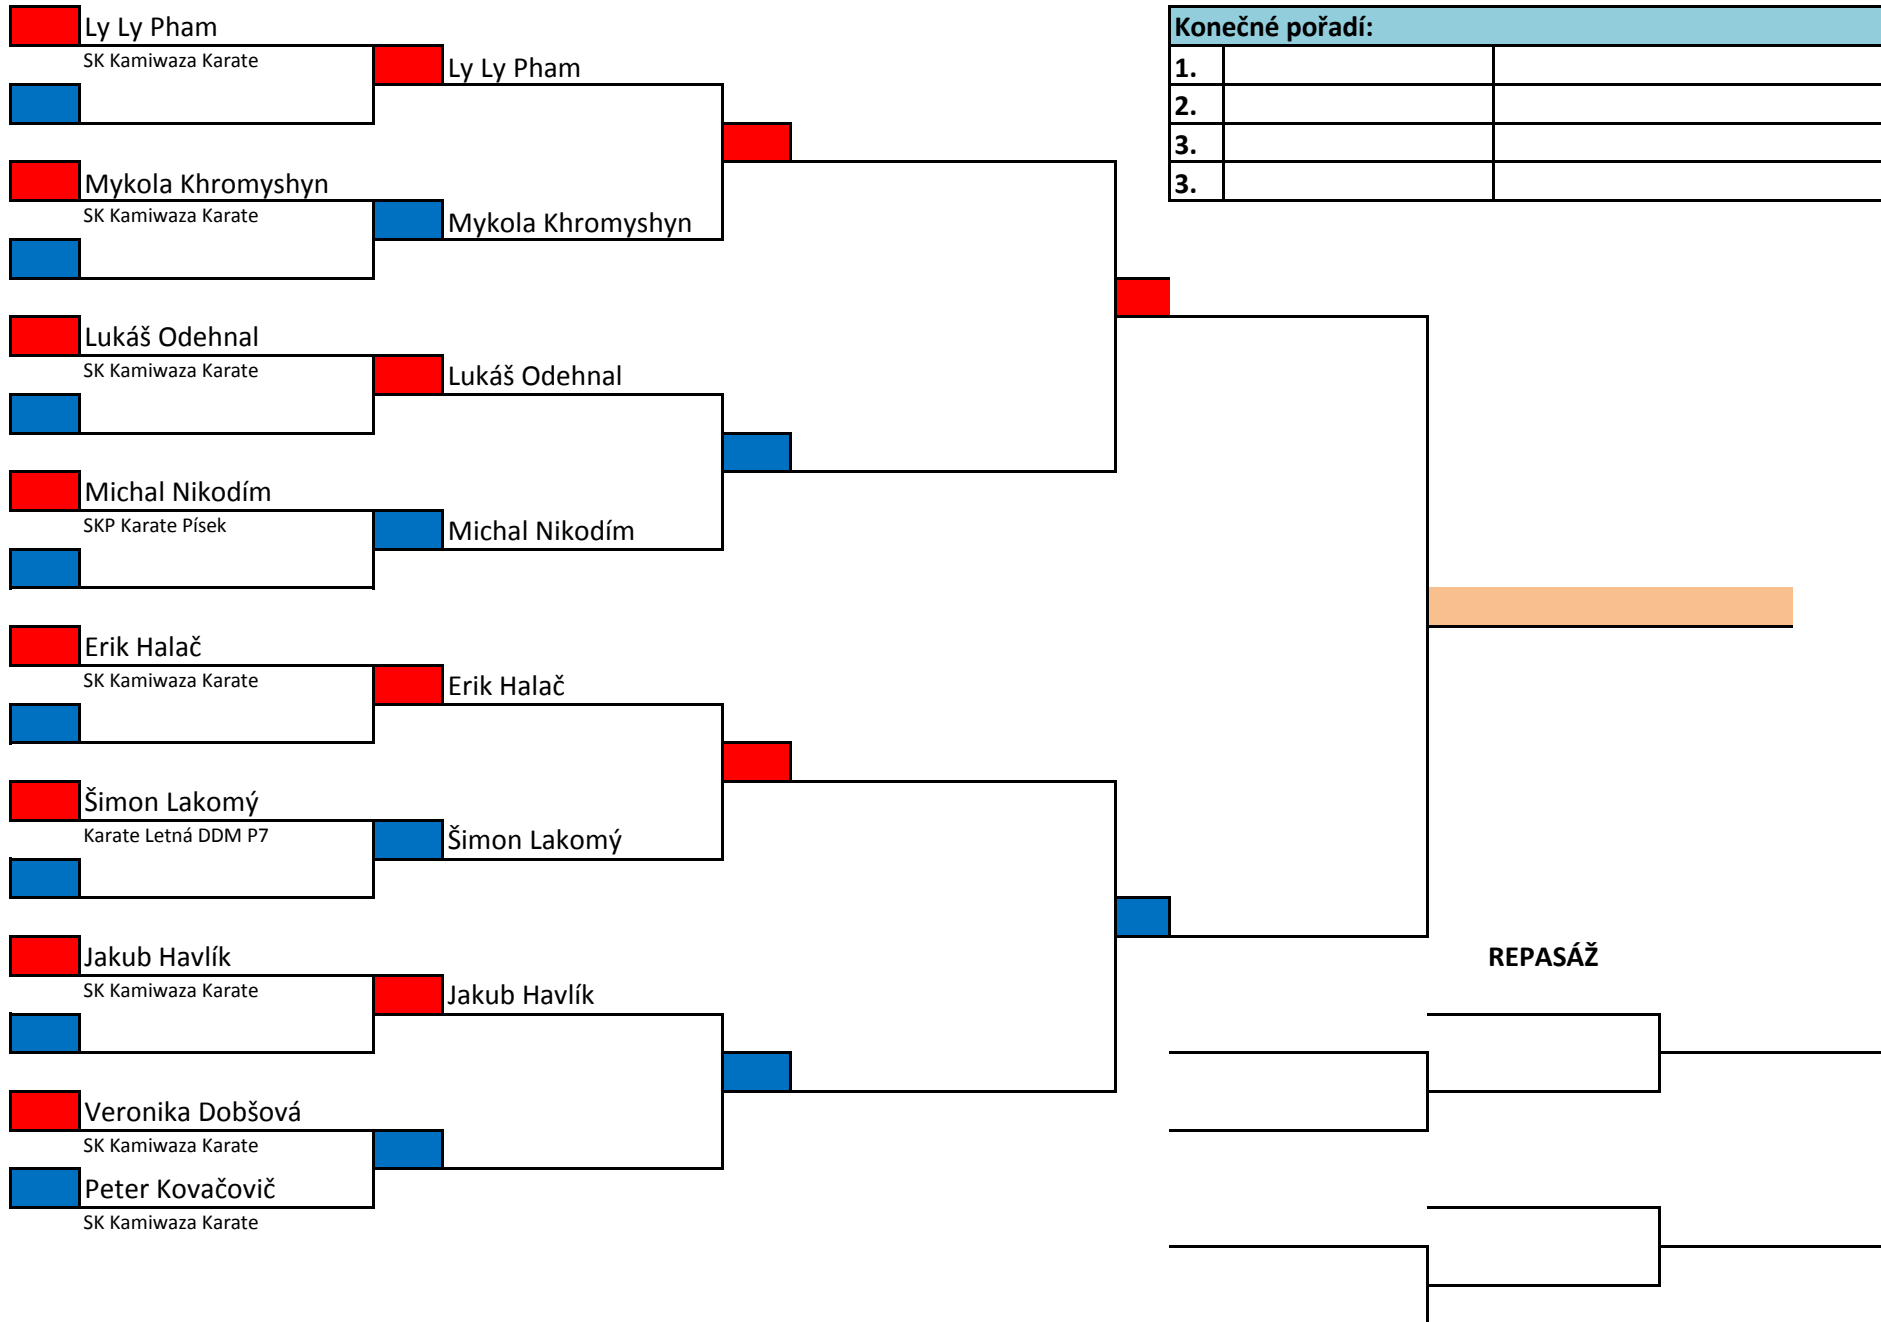 Ly Ly Pham
SK Kamiwaza Karate
Ly Ly Pham
Mykola Khromyshyn
SK Kamiwaza Karate
Mykola Khromyshyn
Lukáš Odehnal
SK Kamiwaza Karate
Lukáš Odehnal
Michal Nikodím
SKP Karate Písek
Michal Nikodím
Erik Halač
SK Kamiwaza Karate
Erik Halač
Šimon Lakomý
Karate Letná DDM P7
Šimon Lakomý
Jakub Havlík
SK Kamiwaza Karate
Jakub Havlík
Veronika Dobšová
SK Kamiwaza Karate
Peter Kovačovič
SK Kamiwaza Karate
Konečné pořadí:
1.
2.
3.
3.
REPASÁŽ